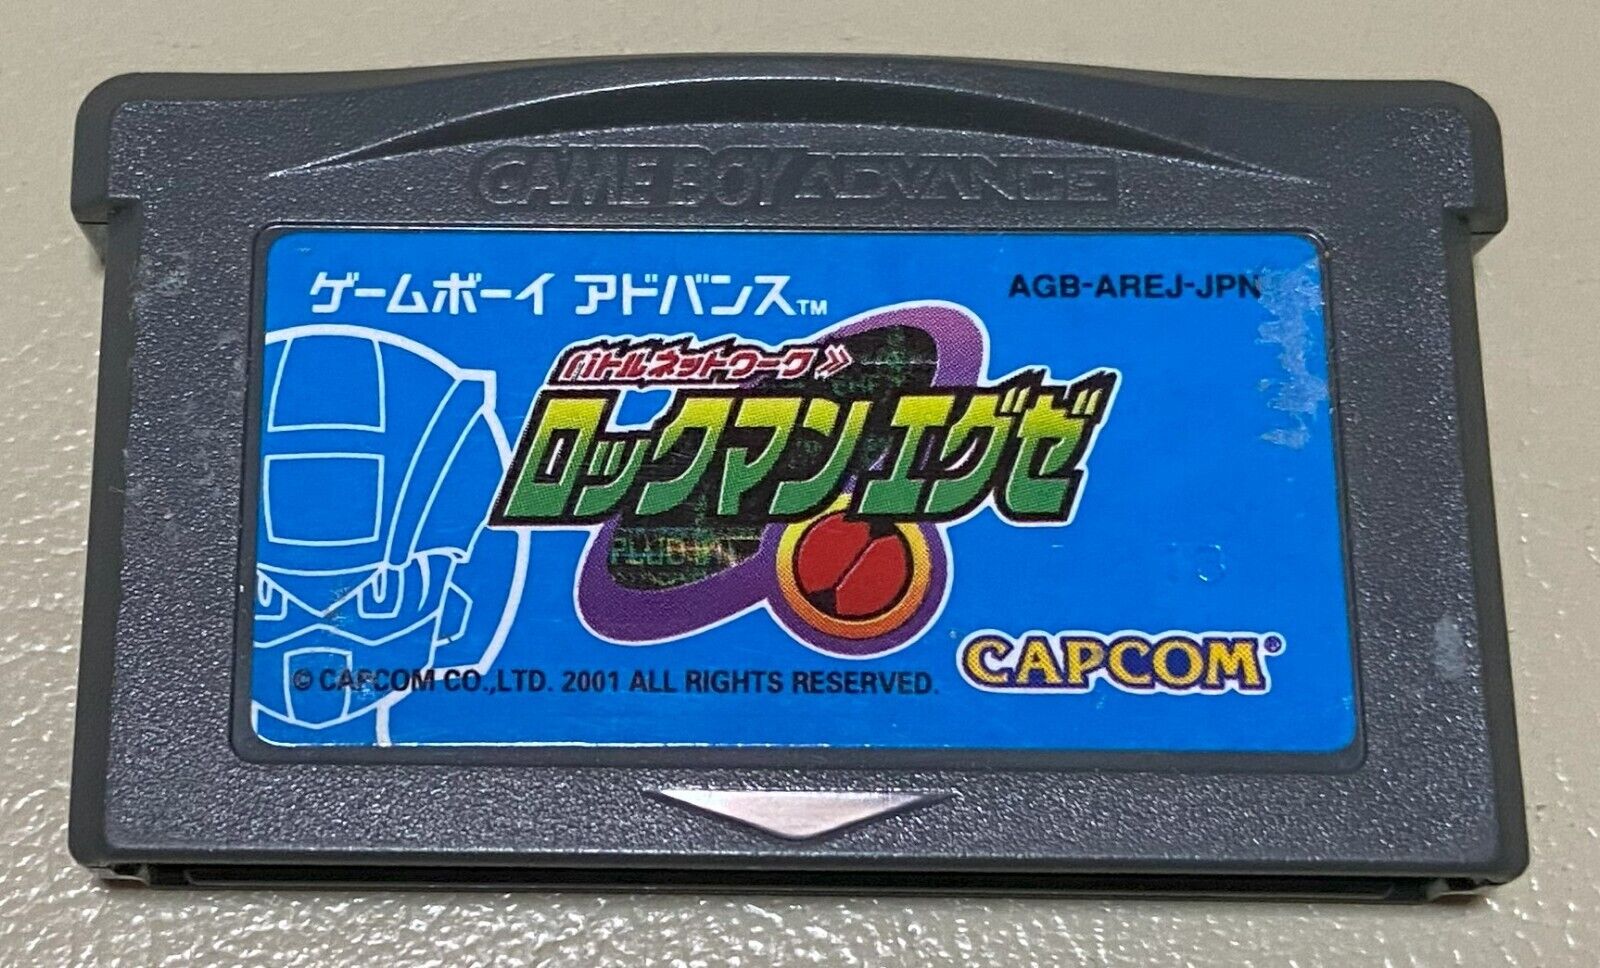 GAME BOY ADVANCE
ゲームボーイ アドバンス™
AGB-AREJ-JPN
バトルネットワーク
ロックマン エグゼ
PLUG-IN
CAPCOM®
© CAPCOM CO.,LTD. 2001 ALL RIGHTS RESERVED.